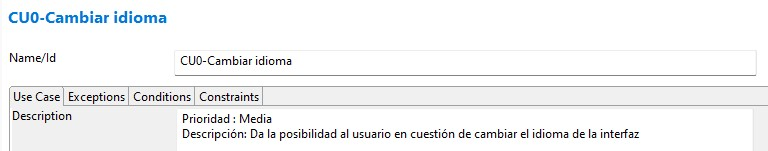 CU0-Cambiar idioma
Name/Id
CU0-Cambiar idioma
Use Case Exceptions Conditions Constraints
Description
Prioridad : Media
Descripción: Da la posibilidad al usuario en cuestión de cambiar el idioma de la interfaz